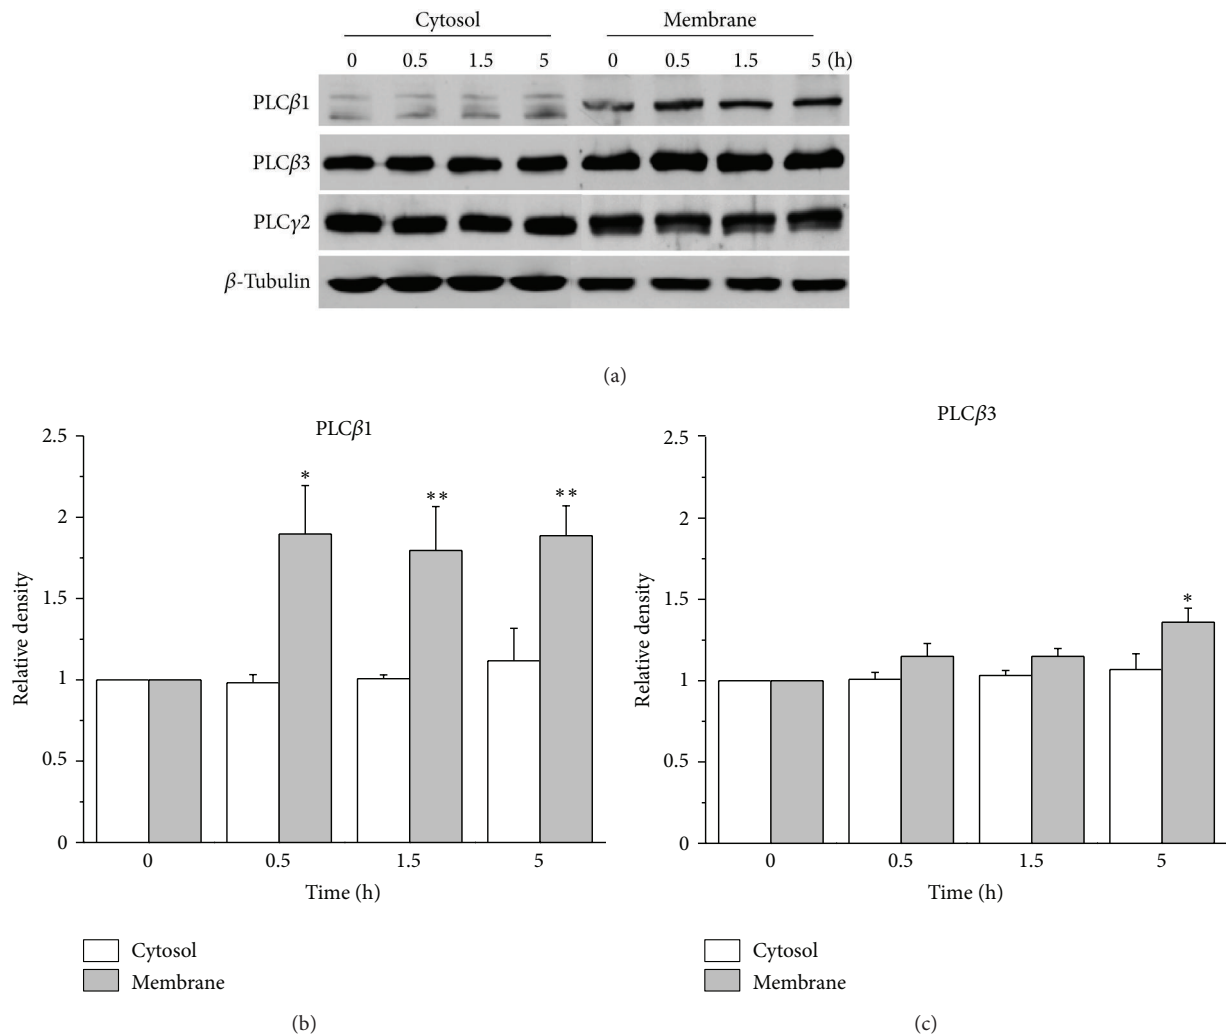 Cytosol Membrane
0 0.5 1.5 5 0 0.5 1.5 5 (h)
PLCβ1
PLCβ3
PLCγ2
β-Tubulin
(a)
PLCβ1
2.5
2
1.5
1
0.5
0
Relative density
*
**
**
0 0.5 1.5 5
Time (h)
Cytosol
Membrane
(b)
PLCβ3
2.5
2
1.5
1
0.5
0
Relative density
*
0 0.5 1.5 5
Time (h)
Cytosol
Membrane
(c)